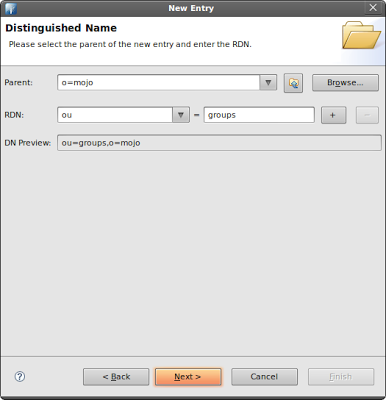 New Entry
Distinguished Name
Please select the parent of the new entry and enter the RDN.
Parent: o=mojo Browse...
RDN: ou = groups + -
DN Preview: ou=groups,o=mojo
? < Back Next > Cancel Finish